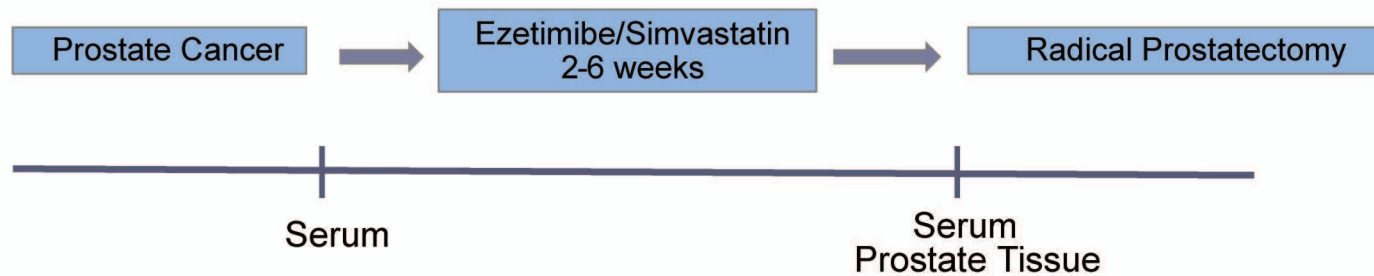 Prostate Cancer
Ezetimibe/Simvastatin
2-6 weeks
Radical Prostatectomy
Serum
Serum
Prostate Tissue